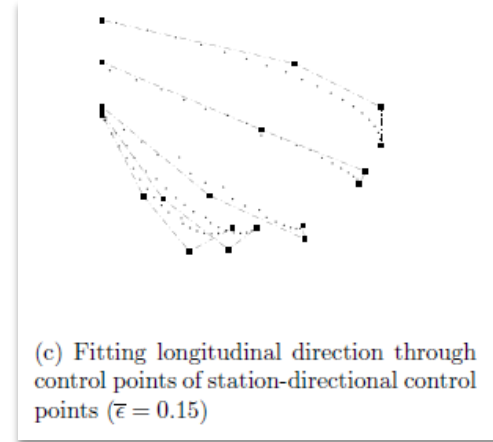 (c) Fitting longitudinal direction through
control points of station-directional control
points (ϵ̅ = 0.15)